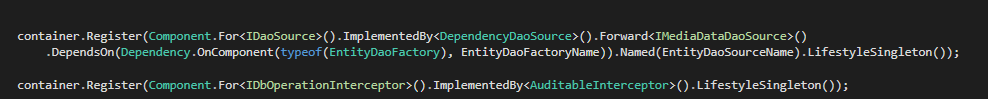 container.Register(Component.For<IDaoSource>().ImplementedBy<DependencyDaoSource>().Forward<IMediaDataDaoSource>()
.DependsOn(Dependency.OnComponent(typeof(EntityDaoFactory), EntityDaoFactoryName)).Named(EntityDaoSourceName).LifestyleSingleton());
container.Register(Component.For<IDbOperationInterceptor>().ImplementedBy<AuditableInterceptor>().LifestyleSingleton());